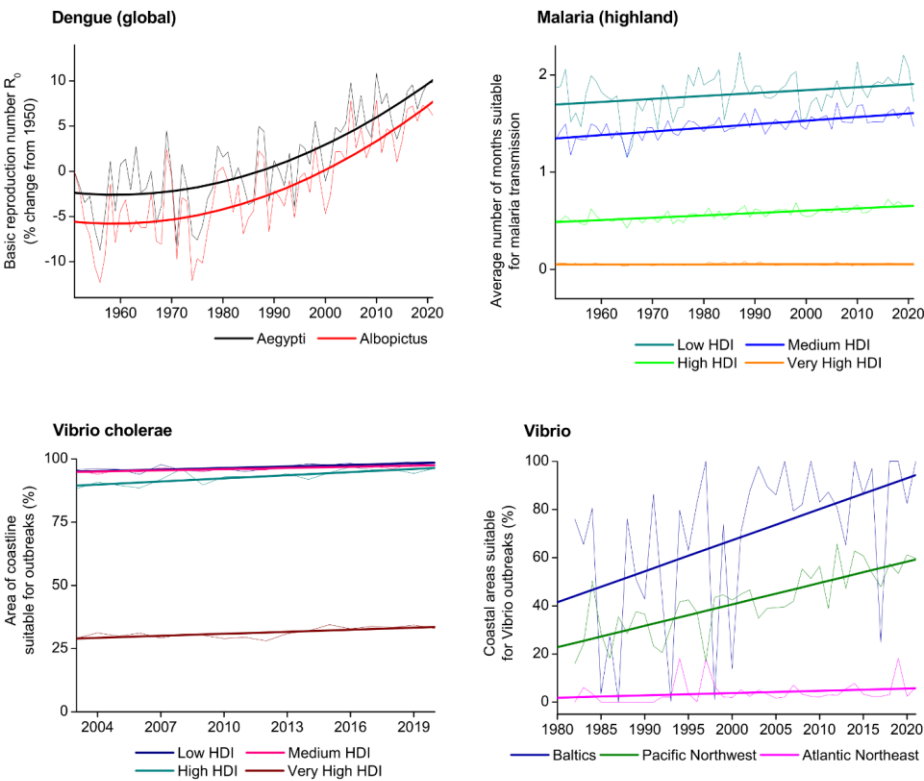 Dengue (global)
Basic reproduction number R0
(% change from 1950)
10
5
0
-5
-10
1960 1970 1980 1990 2000 2010 2020
Aegypti Albopictus
Malaria (highland)
Average number of months suitable
for malaria transmission
2
1
0
1960 1970 1980 1990 2000 2010 2020
Low HDI Medium HDI
High HDI Very High HDI
Vibrio cholerae
Area of coastline
suitable for outbreaks (%)
100
75
50
25
0
2004 2007 2010 2013 2016 2019
Low HDI Medium HDI
High HDI Very High HDI
Vibrio
Coastal areas suitable
for Vibrio outbreaks (%)
100
80
60
40
20
0
1980 1985 1990 1995 2000 2005 2010 2015 2020
Baltics Pacific Northwest Atlantic Northeast